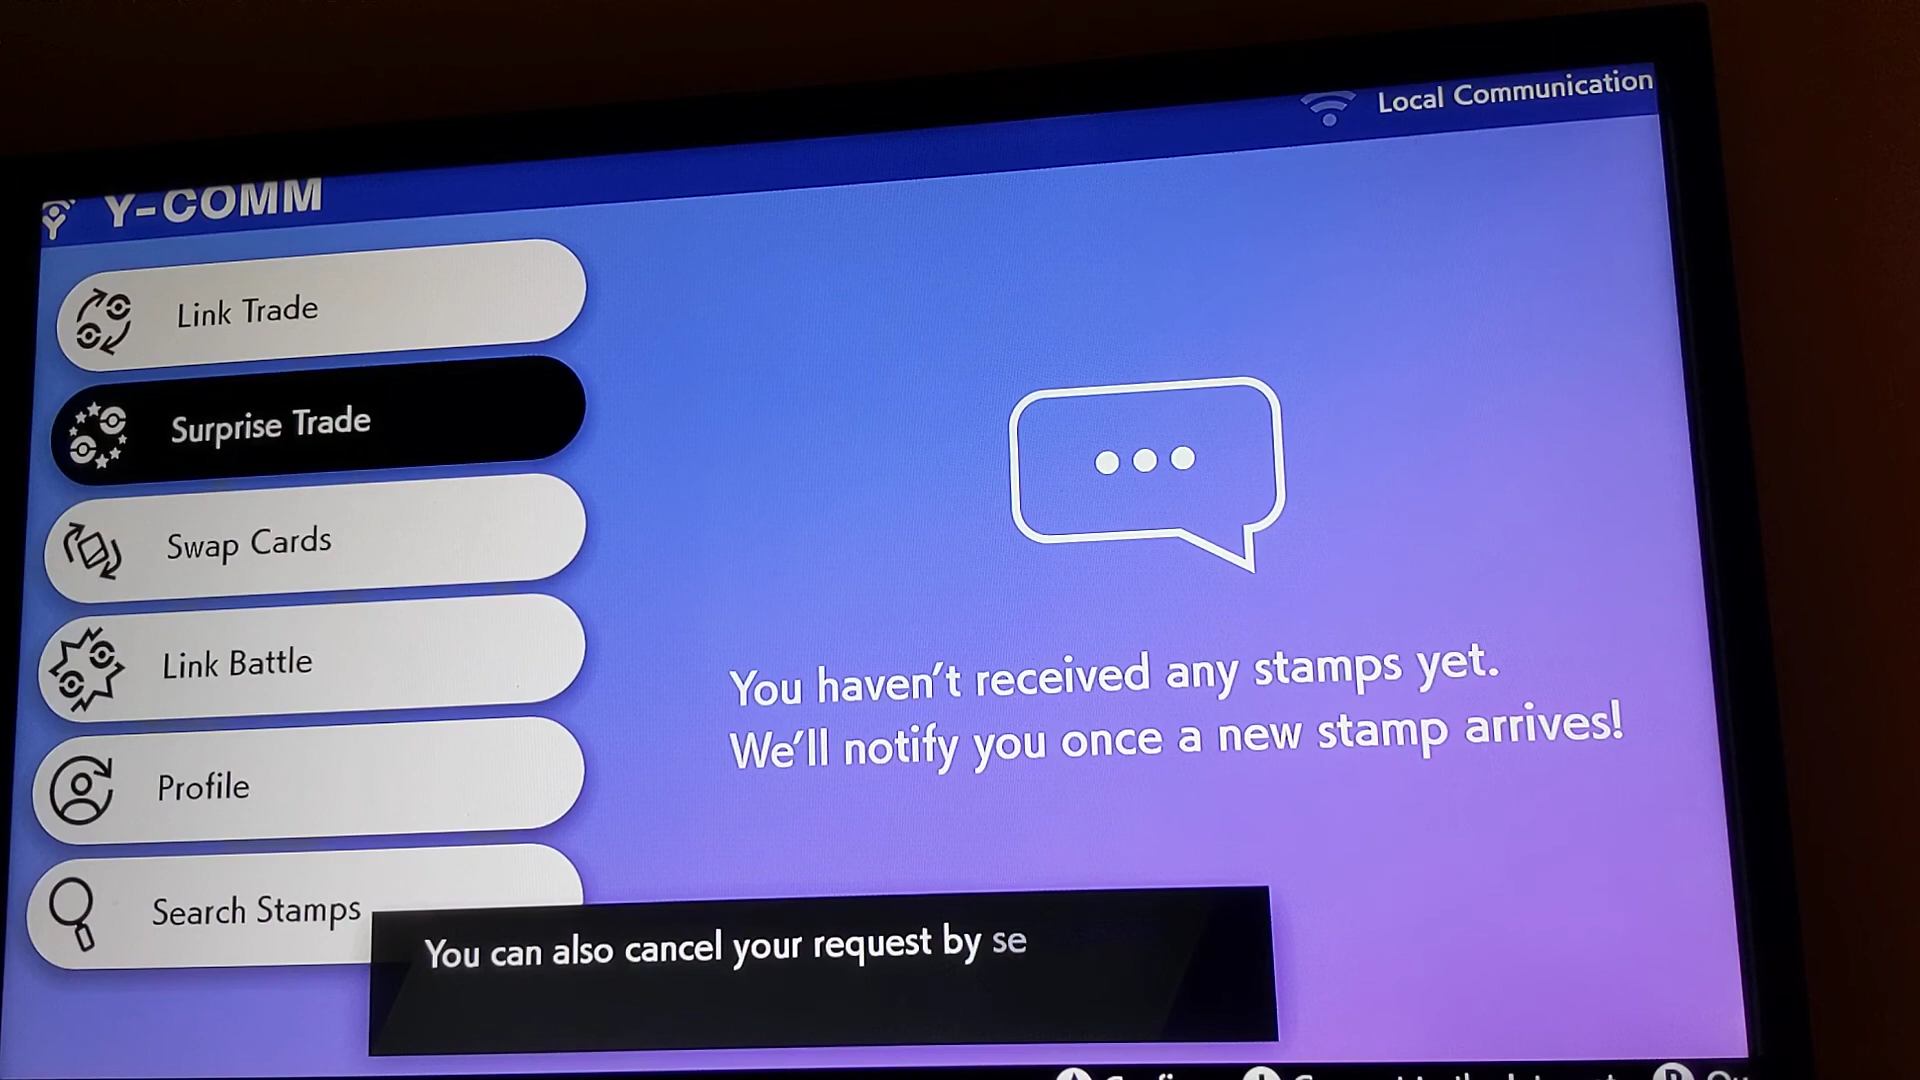 Local Communication
Y-COMM
Link Trade
Surprise Trade
Swap Cards
Link Battle
Profile
Search Stamps
You haven't received any stamps yet.
We'll notify you once a new stamp arrives!
You can also cancel your request by se